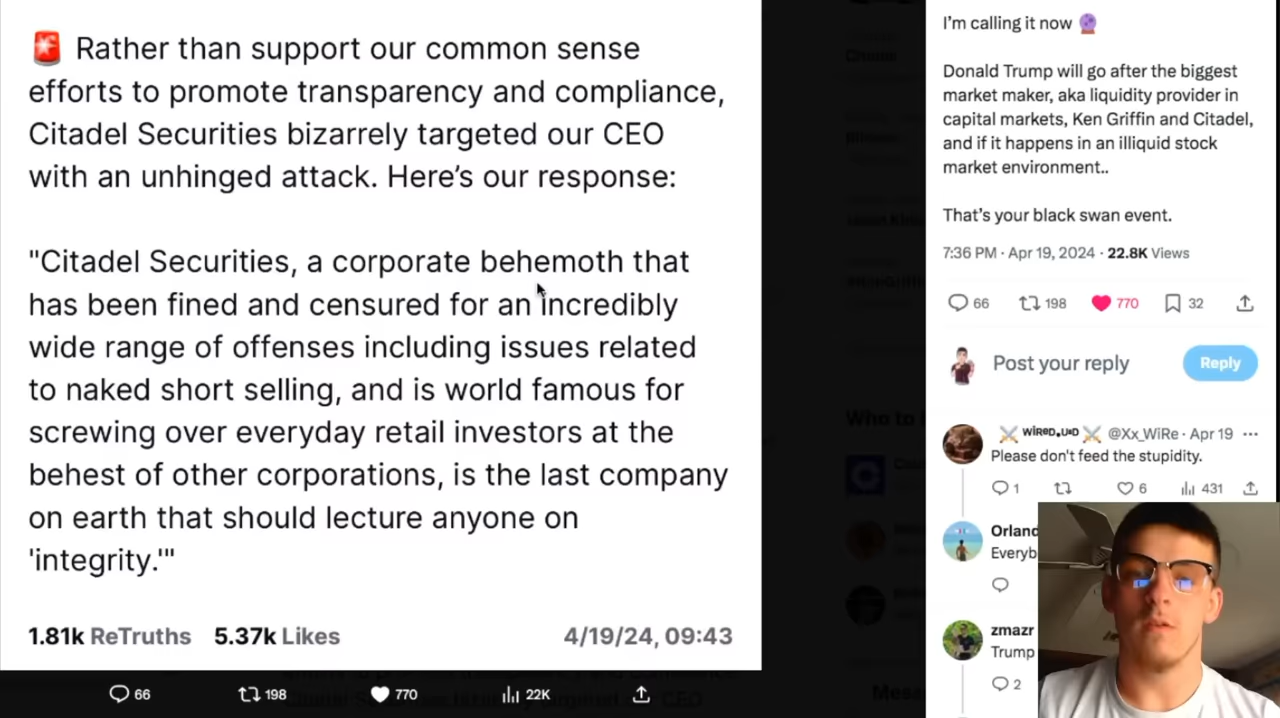 🚨 Rather than support our common sense
efforts to promote transparency and compliance,
Citadel Securities bizarrely targeted our CEO
with an unhinged attack. Here’s our response:
"Citadel Securities, a corporate behemoth that
has been fined and censured for an incredibly
wide range of offenses including issues related
to naked short selling, and is world famous for
screwing over everyday retail investors at the
behest of other corporations, is the last company
on earth that should lecture anyone on
'integrity.'"
1.81k ReTruths 5.37k Likes 4/19/24, 09:43
66 198 770 22K
I’m calling it now 🔮
Donald Trump will go after the biggest
market maker, aka liquidity provider in
capital markets, Ken Griffin and Citadel,
and if it happens in an illiquid stock
market environment..
That’s your black swan event.
7:36 PM · Apr 19, 2024 · 22.8K Views
66 198 770 32
Post your reply Reply
⚔️ ᴡɪʀᴇᴅ.ᴜxᴅ ⚔️ @Xx_WiRe · Apr 19 ···
Please don't feed the stupidity.
1 6 431
Orland
Everyb
zmazr
Trump
2
Who to